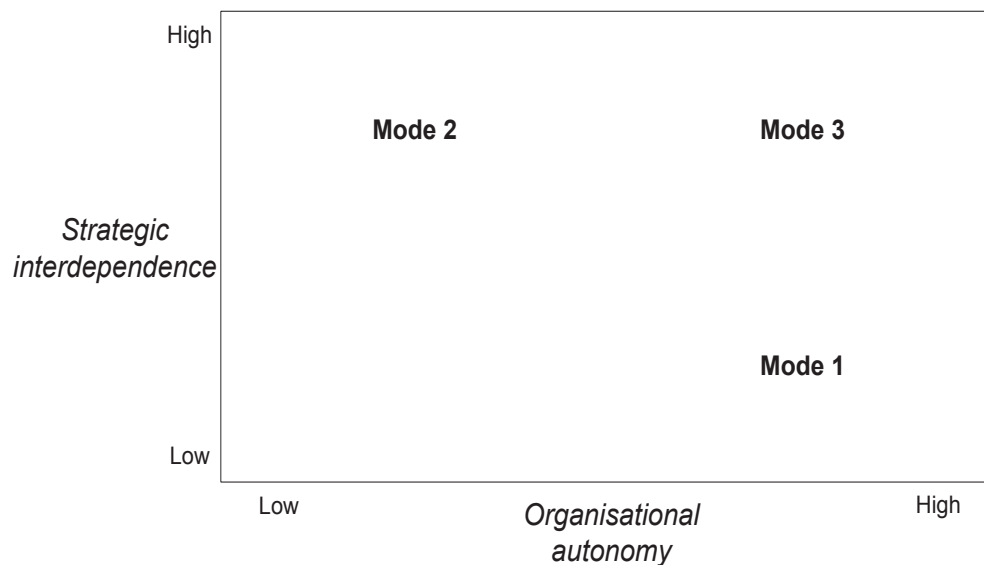 High
Mode 2
Mode 3
Strategic
interdependence
Mode 1
Low
Low
Organisational
autonomy
High